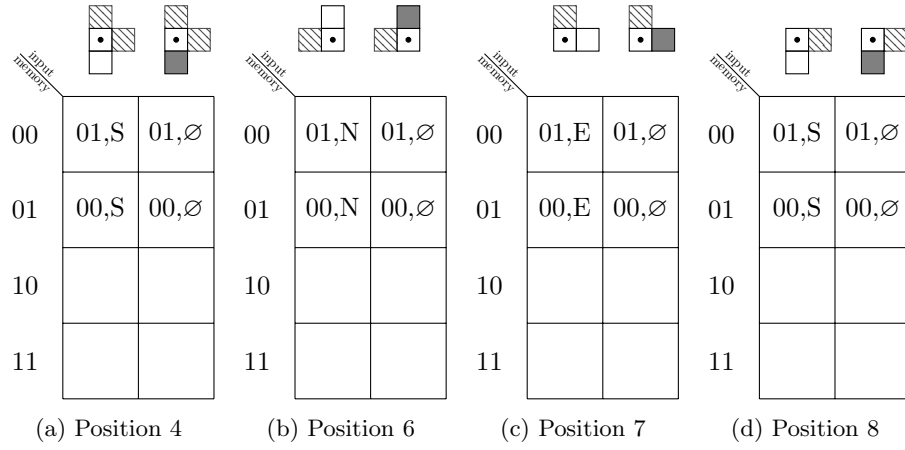 input memory input memory input memory input memory
00 01,S 01,∅ 00 01,N 01,∅ 00 01,E 01,∅ 00 01,S 01,∅
01 00,S 00,∅ 01 00,N 00,∅ 01 00,E 00,∅ 01 00,S 00,∅
10 10 10 10
11 11 11 11
(a) Position 4 (b) Position 6 (c) Position 7 (d) Position 8